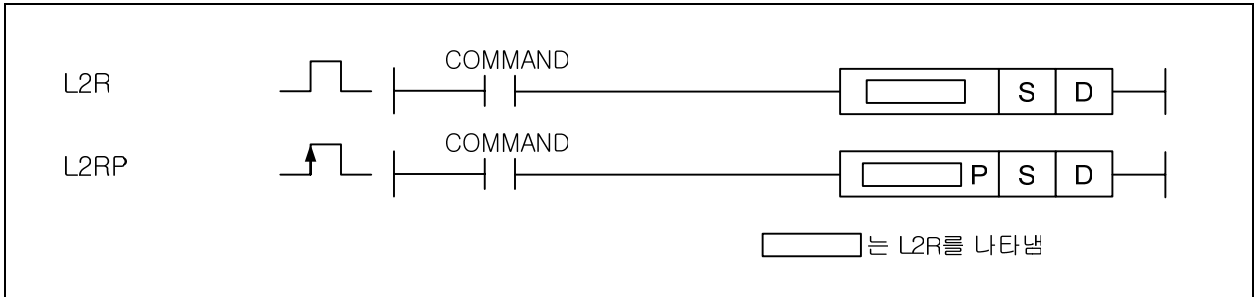 COMMAND
L2R S D
COMMAND
L2RP P S D
는 L2R를 나타냄